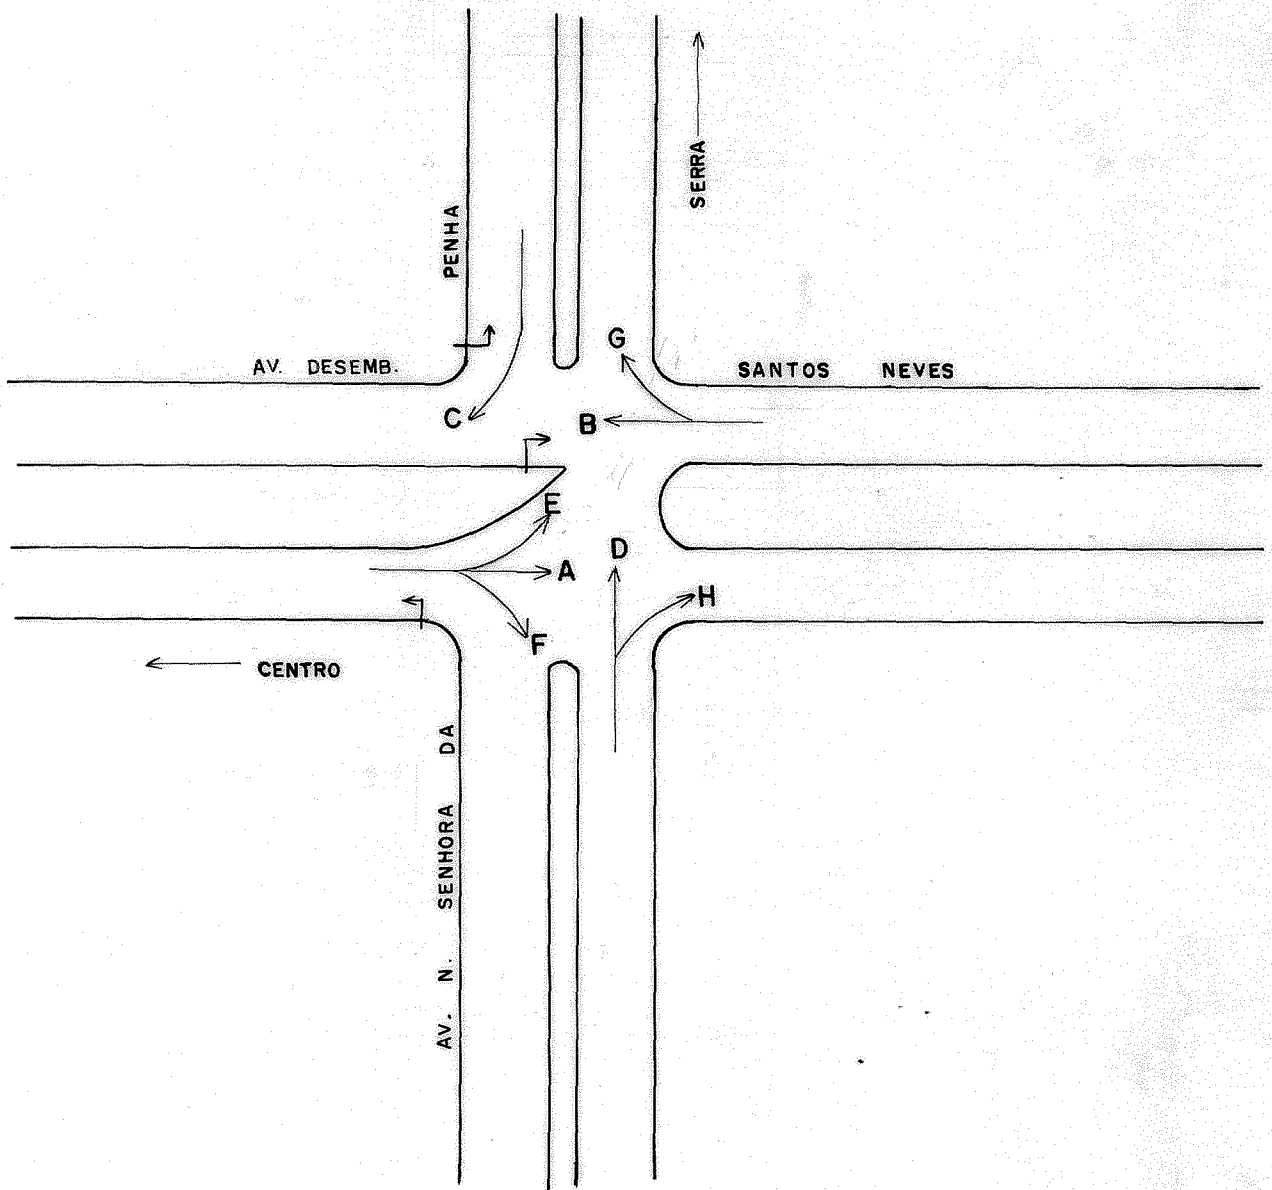 SERRA
PENHA
G
AV. DESEMB.
SANTOS NEVES
C
B
E
D
A
H
F
CENTRO
AV. N. SENHORA DA